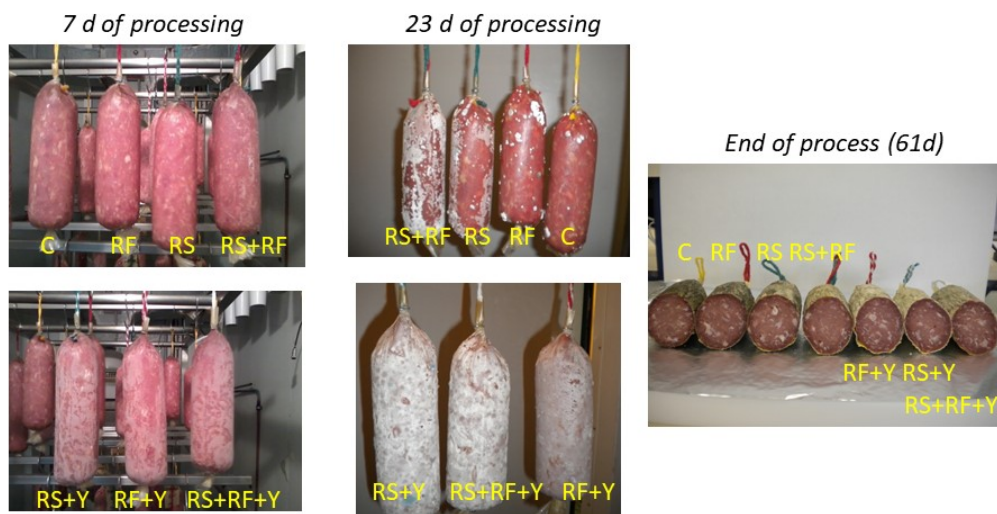 7 d of processing
23 d of processing
C RF RS RS+RF
RS+RF RS RF C
End of process (61d)
C RF RS RS+RF
RS+Y RF+Y RS+RF+Y
RS+Y RS+RF+Y RF+Y
RF+Y RS+Y
RS+RF+Y